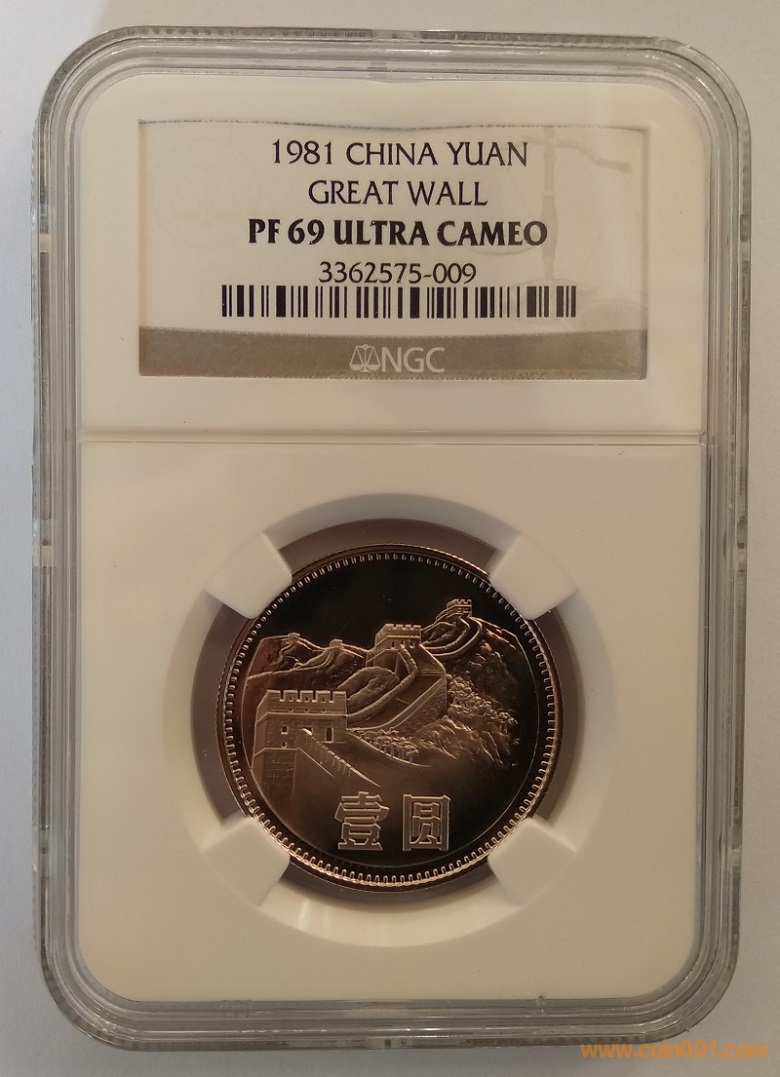 1981 CHINA YUAN
GREAT WALL
PF 69 ULTRA CAMEO
3362575-009
NGC
壹圆
www.coin001.com